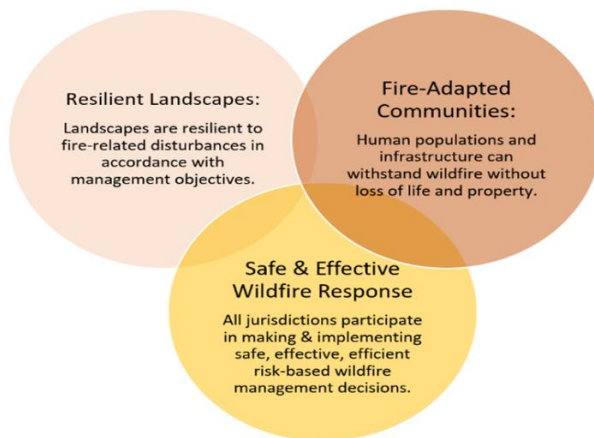 Resilient Landscapes:
Landscapes are resilient to
fire-related disturbances in
accordance with
management objectives.
Fire-Adapted
Communities:
Human populations and
infrastructure can
withstand wildfire without
loss of life and property.
Safe & Effective
Wildfire Response
All jurisdictions participate
in making & implementing
safe, effective, efficient
risk-based wildfire
management decisions.